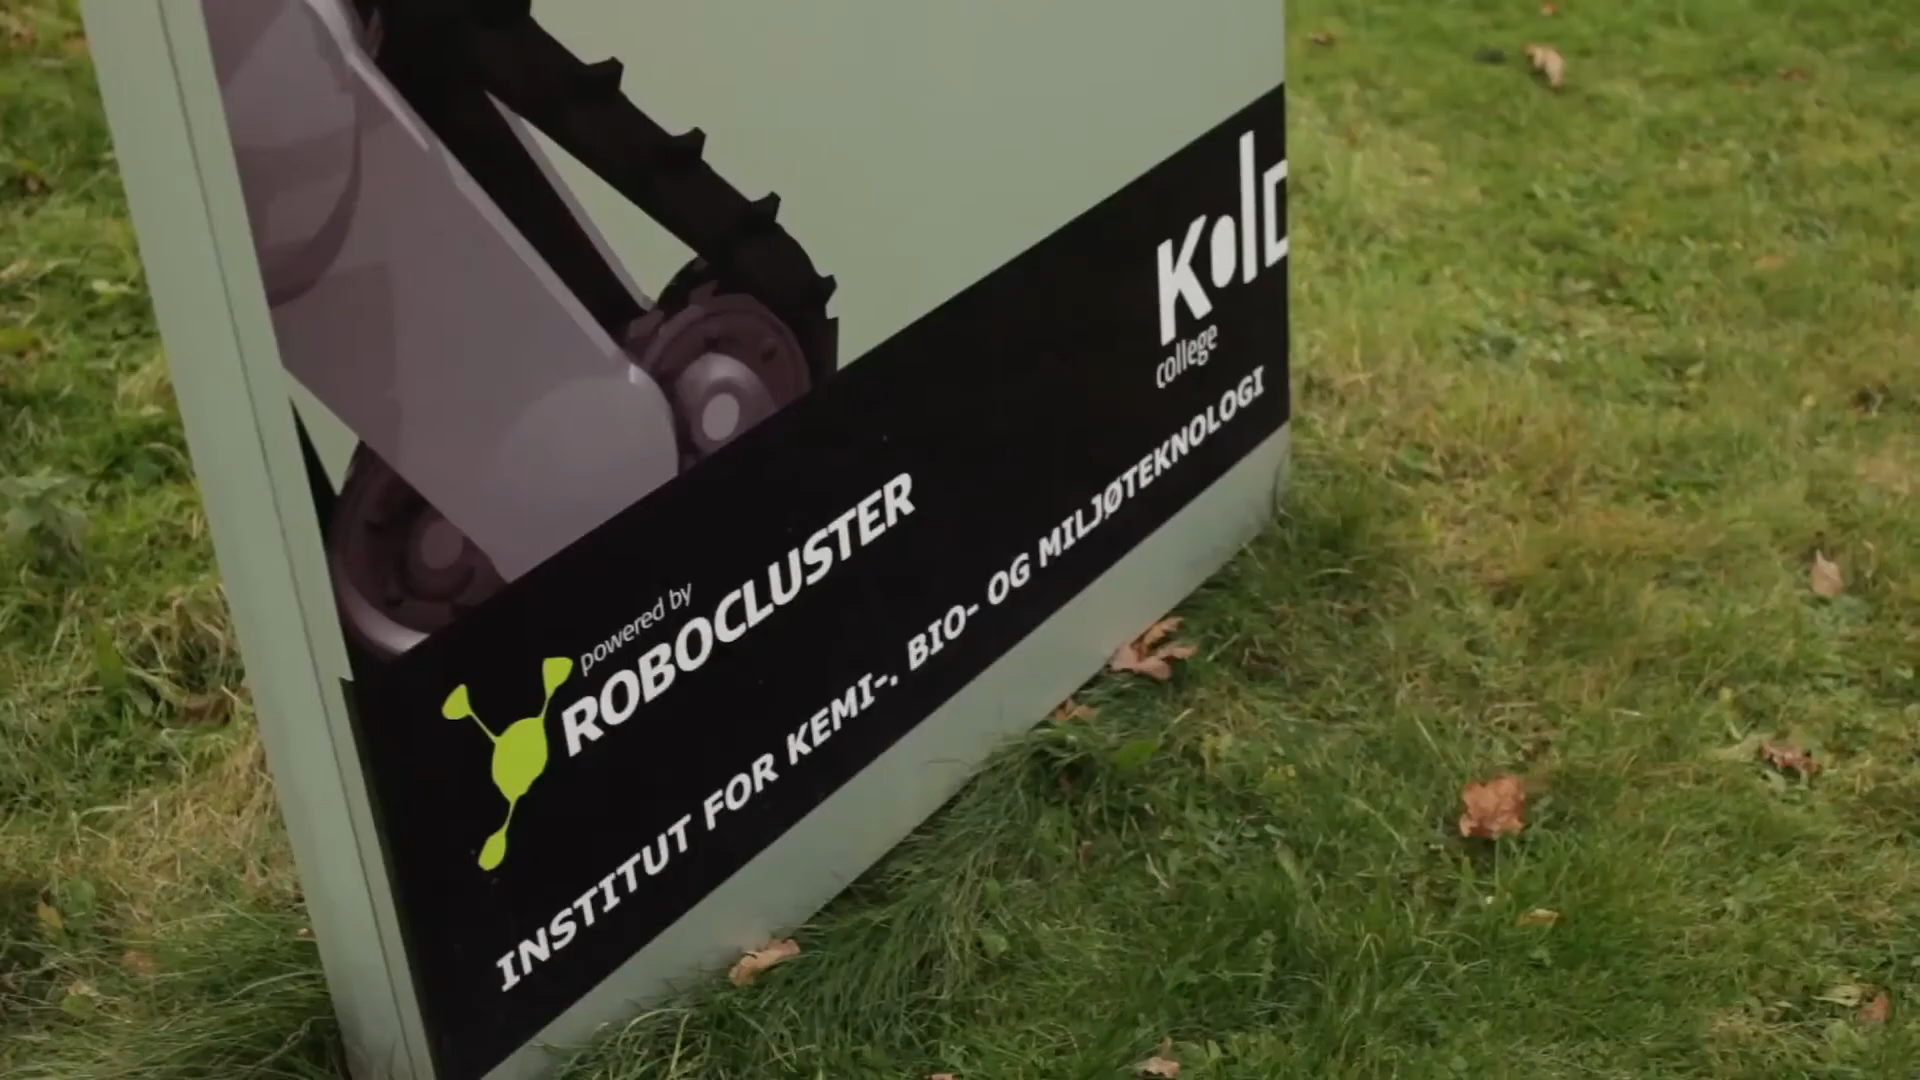 KOLD
college
powered by
ROBOCLUSTER
INSTITUT FOR KEMI-, BIO- OG MILJØTEKNOLOGI